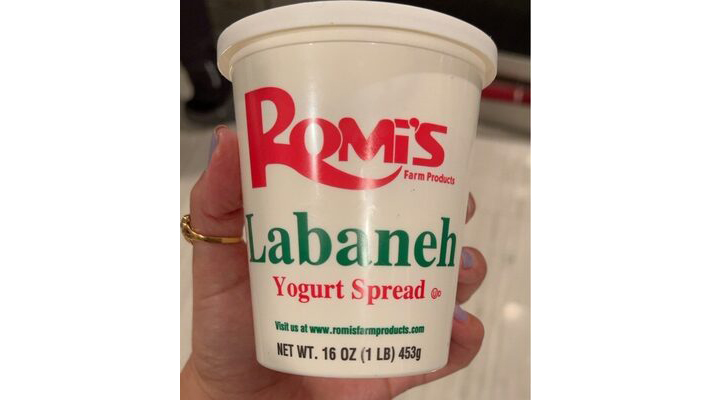 ROMi'S
Farm Products
Labaneh
Yogurt Spread
Visit us at www.romisfarmproducts.com
NET WT. 16 OZ (1 LB) 453g